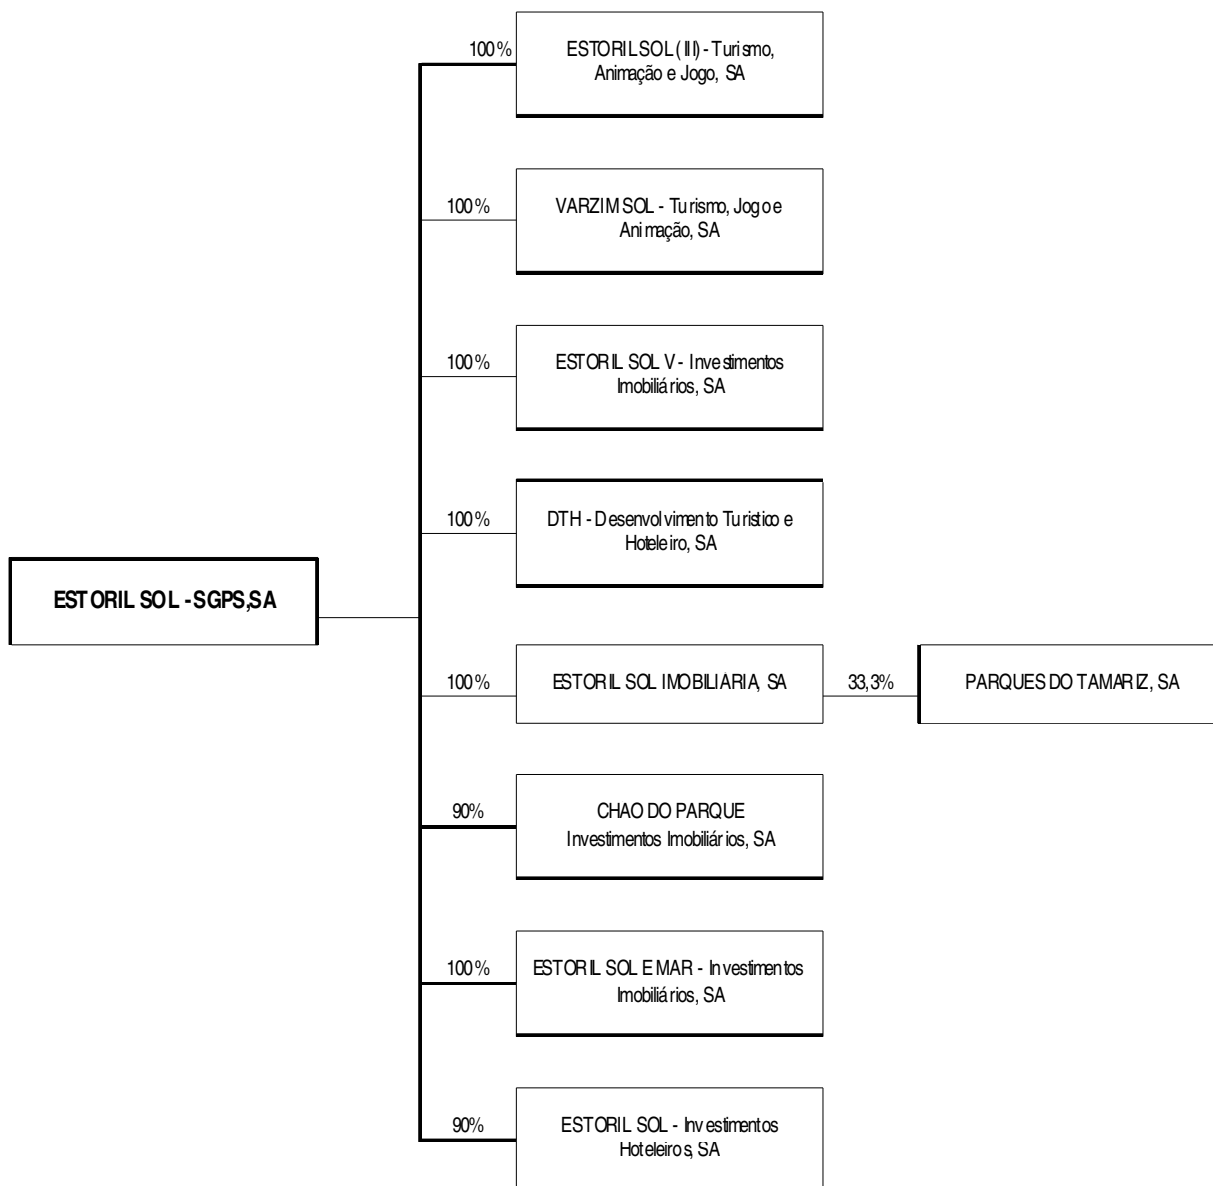 100%
ESTORIL SOL (III) - Turismo,
Animação e Jogo, SA
100%
VARZIM SOL - Turismo, Jogo e
Animação, SA
100%
ESTORIL SOL V - Investimentos
Imobiliários, SA
100%
DTH - Desenvolvimento Turistico e
Hoteleiro, SA
ESTORIL SOL - SGPS,SA
100%
ESTORIL SOL IMOBILIARIA, SA
33,3%
PARQUES DO TAMARIZ, SA
90%
CHAO DO PARQUE
Investimentos Imobiliários, SA
100%
ESTORIL SOL E MAR - Investimentos
Imobiliários, SA
90%
ESTORIL SOL - Investimentos
Hoteleiros, SA